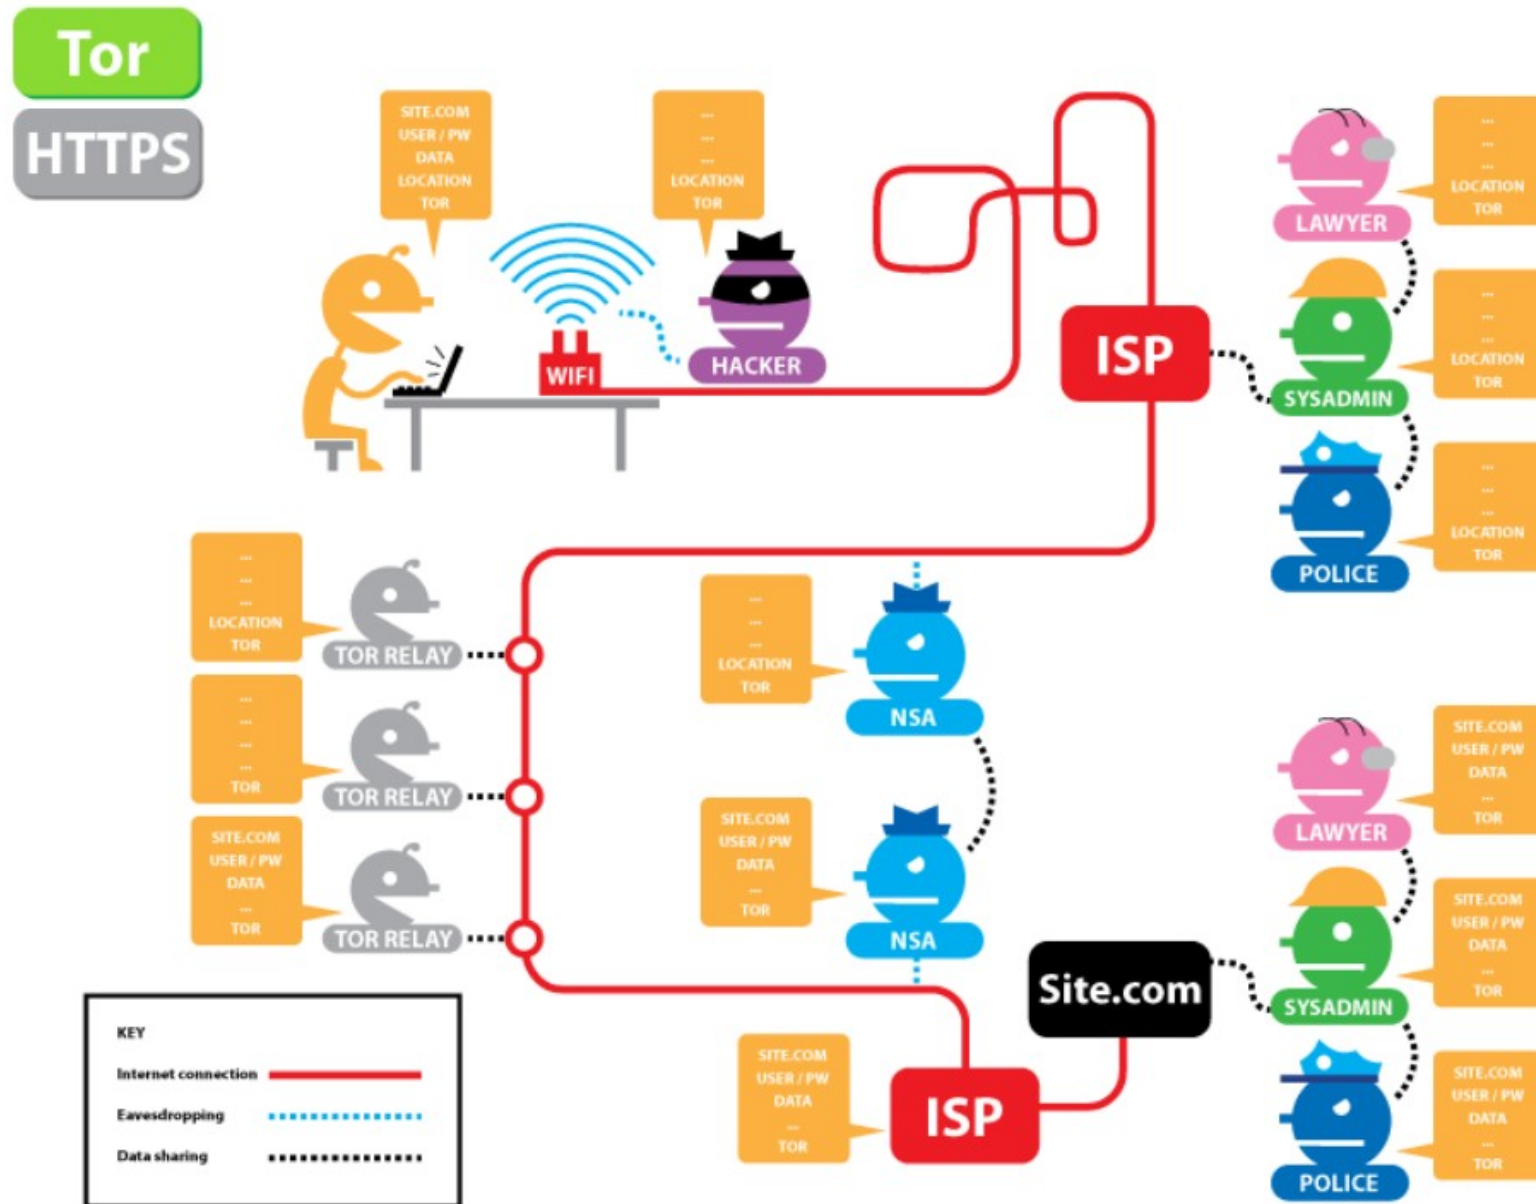 Tor
HTTPS
SITE.COM
USER / PW
DATA
LOCATION
TOR
...
...
...
LOCATION
TOR
WIFI
HACKER
ISP
...
...
...
LOCATION
TOR
LAWYER
...
...
...
LOCATION
TOR
SYSADMIN
...
...
...
LOCATION
TOR
POLICE
...
...
...
LOCATION
TOR
TOR RELAY
...
...
...
...
TOR
TOR RELAY
SITE.COM
USER / PW
DATA
...
TOR
TOR RELAY
...
...
...
LOCATION
TOR
NSA
SITE.COM
USER / PW
DATA
...
TOR
NSA
SITE.COM
USER / PW
DATA
...
TOR
LAWYER
SITE.COM
USER / PW
DATA
...
TOR
SYSADMIN
SITE.COM
USER / PW
DATA
...
TOR
POLICE
Site.com
SITE.COM
USER / PW
DATA
...
TOR
ISP
KEY
Internet connection
Eavesdropping
Data sharing